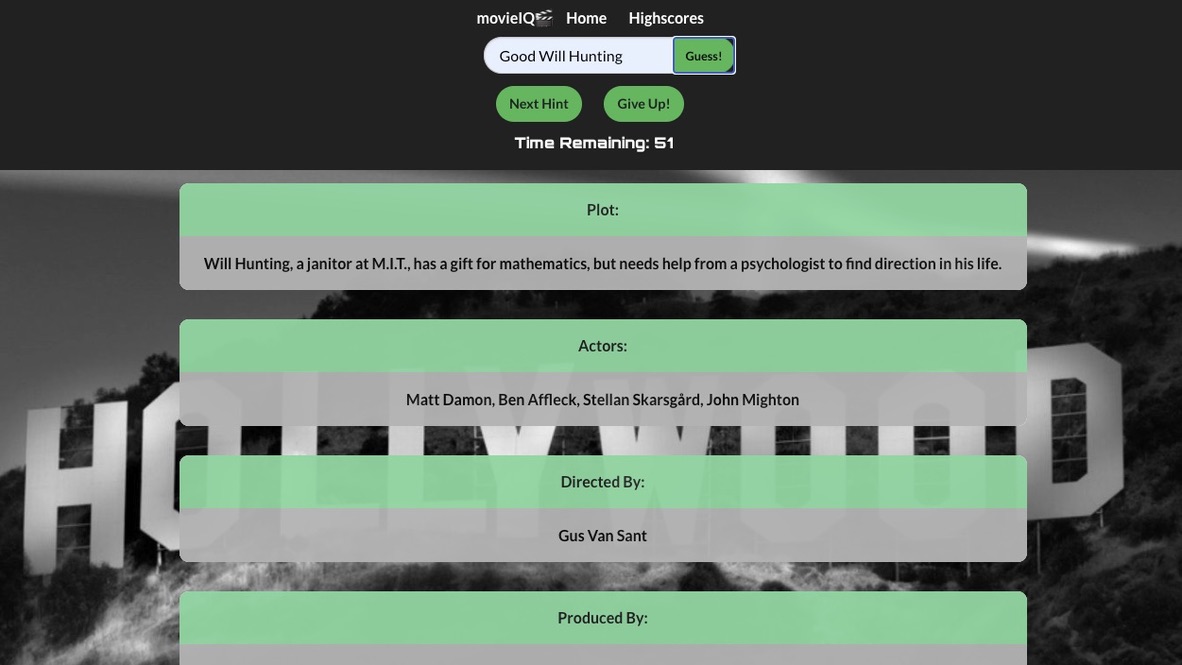 movieIQ🎬 Home Highscores
Good Will Hunting Guess!
Next Hint Give Up!
Time Remaining: 51
Plot:
Will Hunting, a janitor at M.I.T., has a gift for mathematics, but needs help from a psychologist to find direction in his life.
Actors:
Matt Damon, Ben Affleck, Stellan Skarsgård, John Mighton
HOLLYWOOD
Directed By:
Gus Van Sant
Produced By: